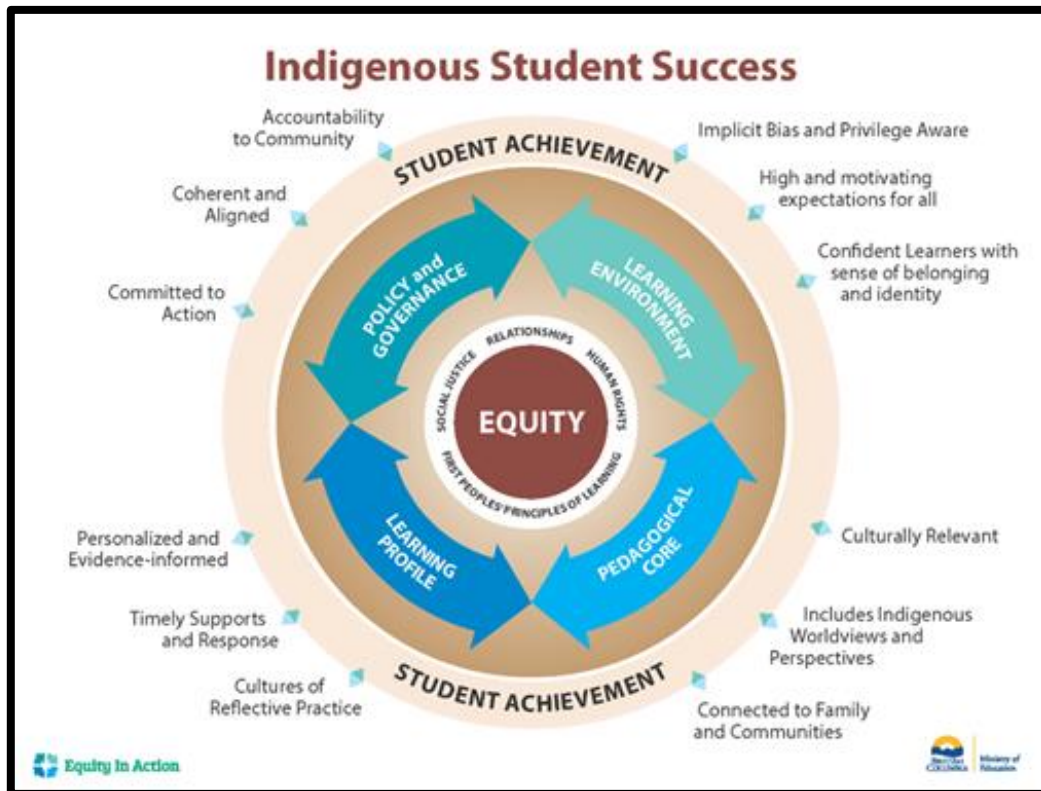 Indigenous Student Success
Accountability
to Community
Coherent and
Aligned
Committed to
Action
Implicit Bias and Privilege Aware
High and motivating
expectations for all
Confident Learners with
sense of belonging
and identity
STUDENT ACHIEVEMENT
POLICY and
GOVERNANCE
LEARNING
ENVIRONMENT
SOCIAL JUSTICE
RELATIONSHIPS
HUMAN RIGHTS
EQUITY
FIRST PEOPLES' PRINCIPLES OF LEARNING
LEARNING
PROFILE
PEDAGOGICAL
CORE
Personalized and
Evidence-informed
Timely Supports
and Response
Cultures of
Reflective Practice
Culturally Relevant
Includes Indigenous
Worldviews and
Perspectives
Connected to Family
and Communities
STUDENT ACHIEVEMENT
Equity In Action
BRITISH
COLUMBIA
Ministry of
Education